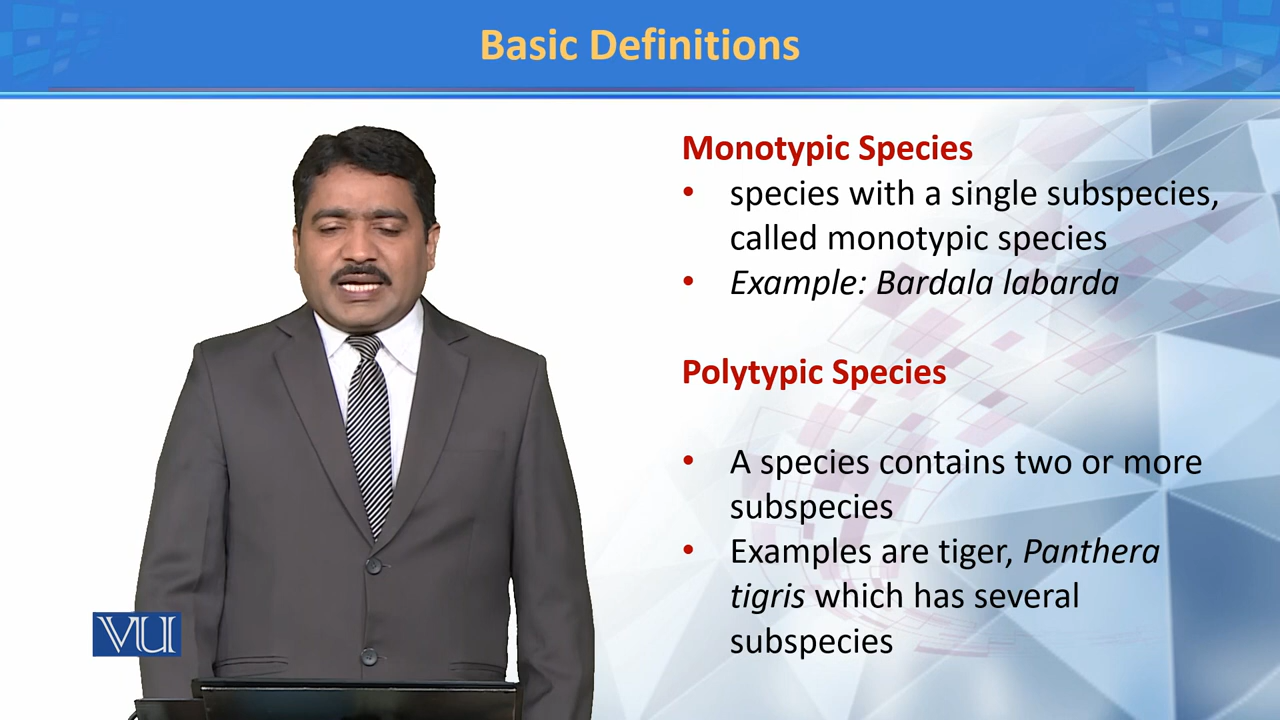 Basic Definitions
Monotypic Species
• species with a single subspecies,
called monotypic species
• Example: Bardala labarda
Polytypic Species
• A species contains two or more
subspecies
• Examples are tiger, Panthera
tigris which has several
subspecies
VU